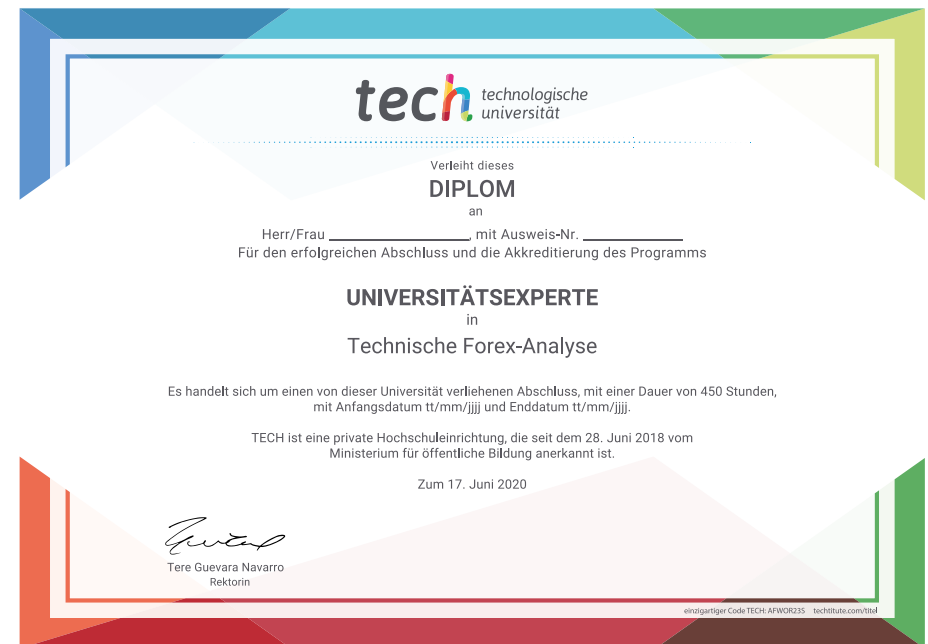 tech technologische
universität
Verleiht dieses
DIPLOM
an
Herr/Frau ____________________, mit Ausweis-Nr. ______________
Für den erfolgreichen Abschluss und die Akkreditierung des Programms
UNIVERSITÄTSEXPERTE
in
Technische Forex-Analyse
Es handelt sich um einen von dieser Universität verliehenen Abschluss, mit einer Dauer von 450 Stunden,
mit Anfangsdatum tt/mm/jjjj und Enddatum tt/mm/jjjj.
TECH ist eine private Hochschuleinrichtung, die seit dem 28. Juni 2018 vom
Ministerium für öffentliche Bildung anerkannt ist.
Zum 17. Juni 2020
Tere Guevara Navarro
Rektorin
einzigartiger Code TECH: AFWOR23S techtitute.com/titel